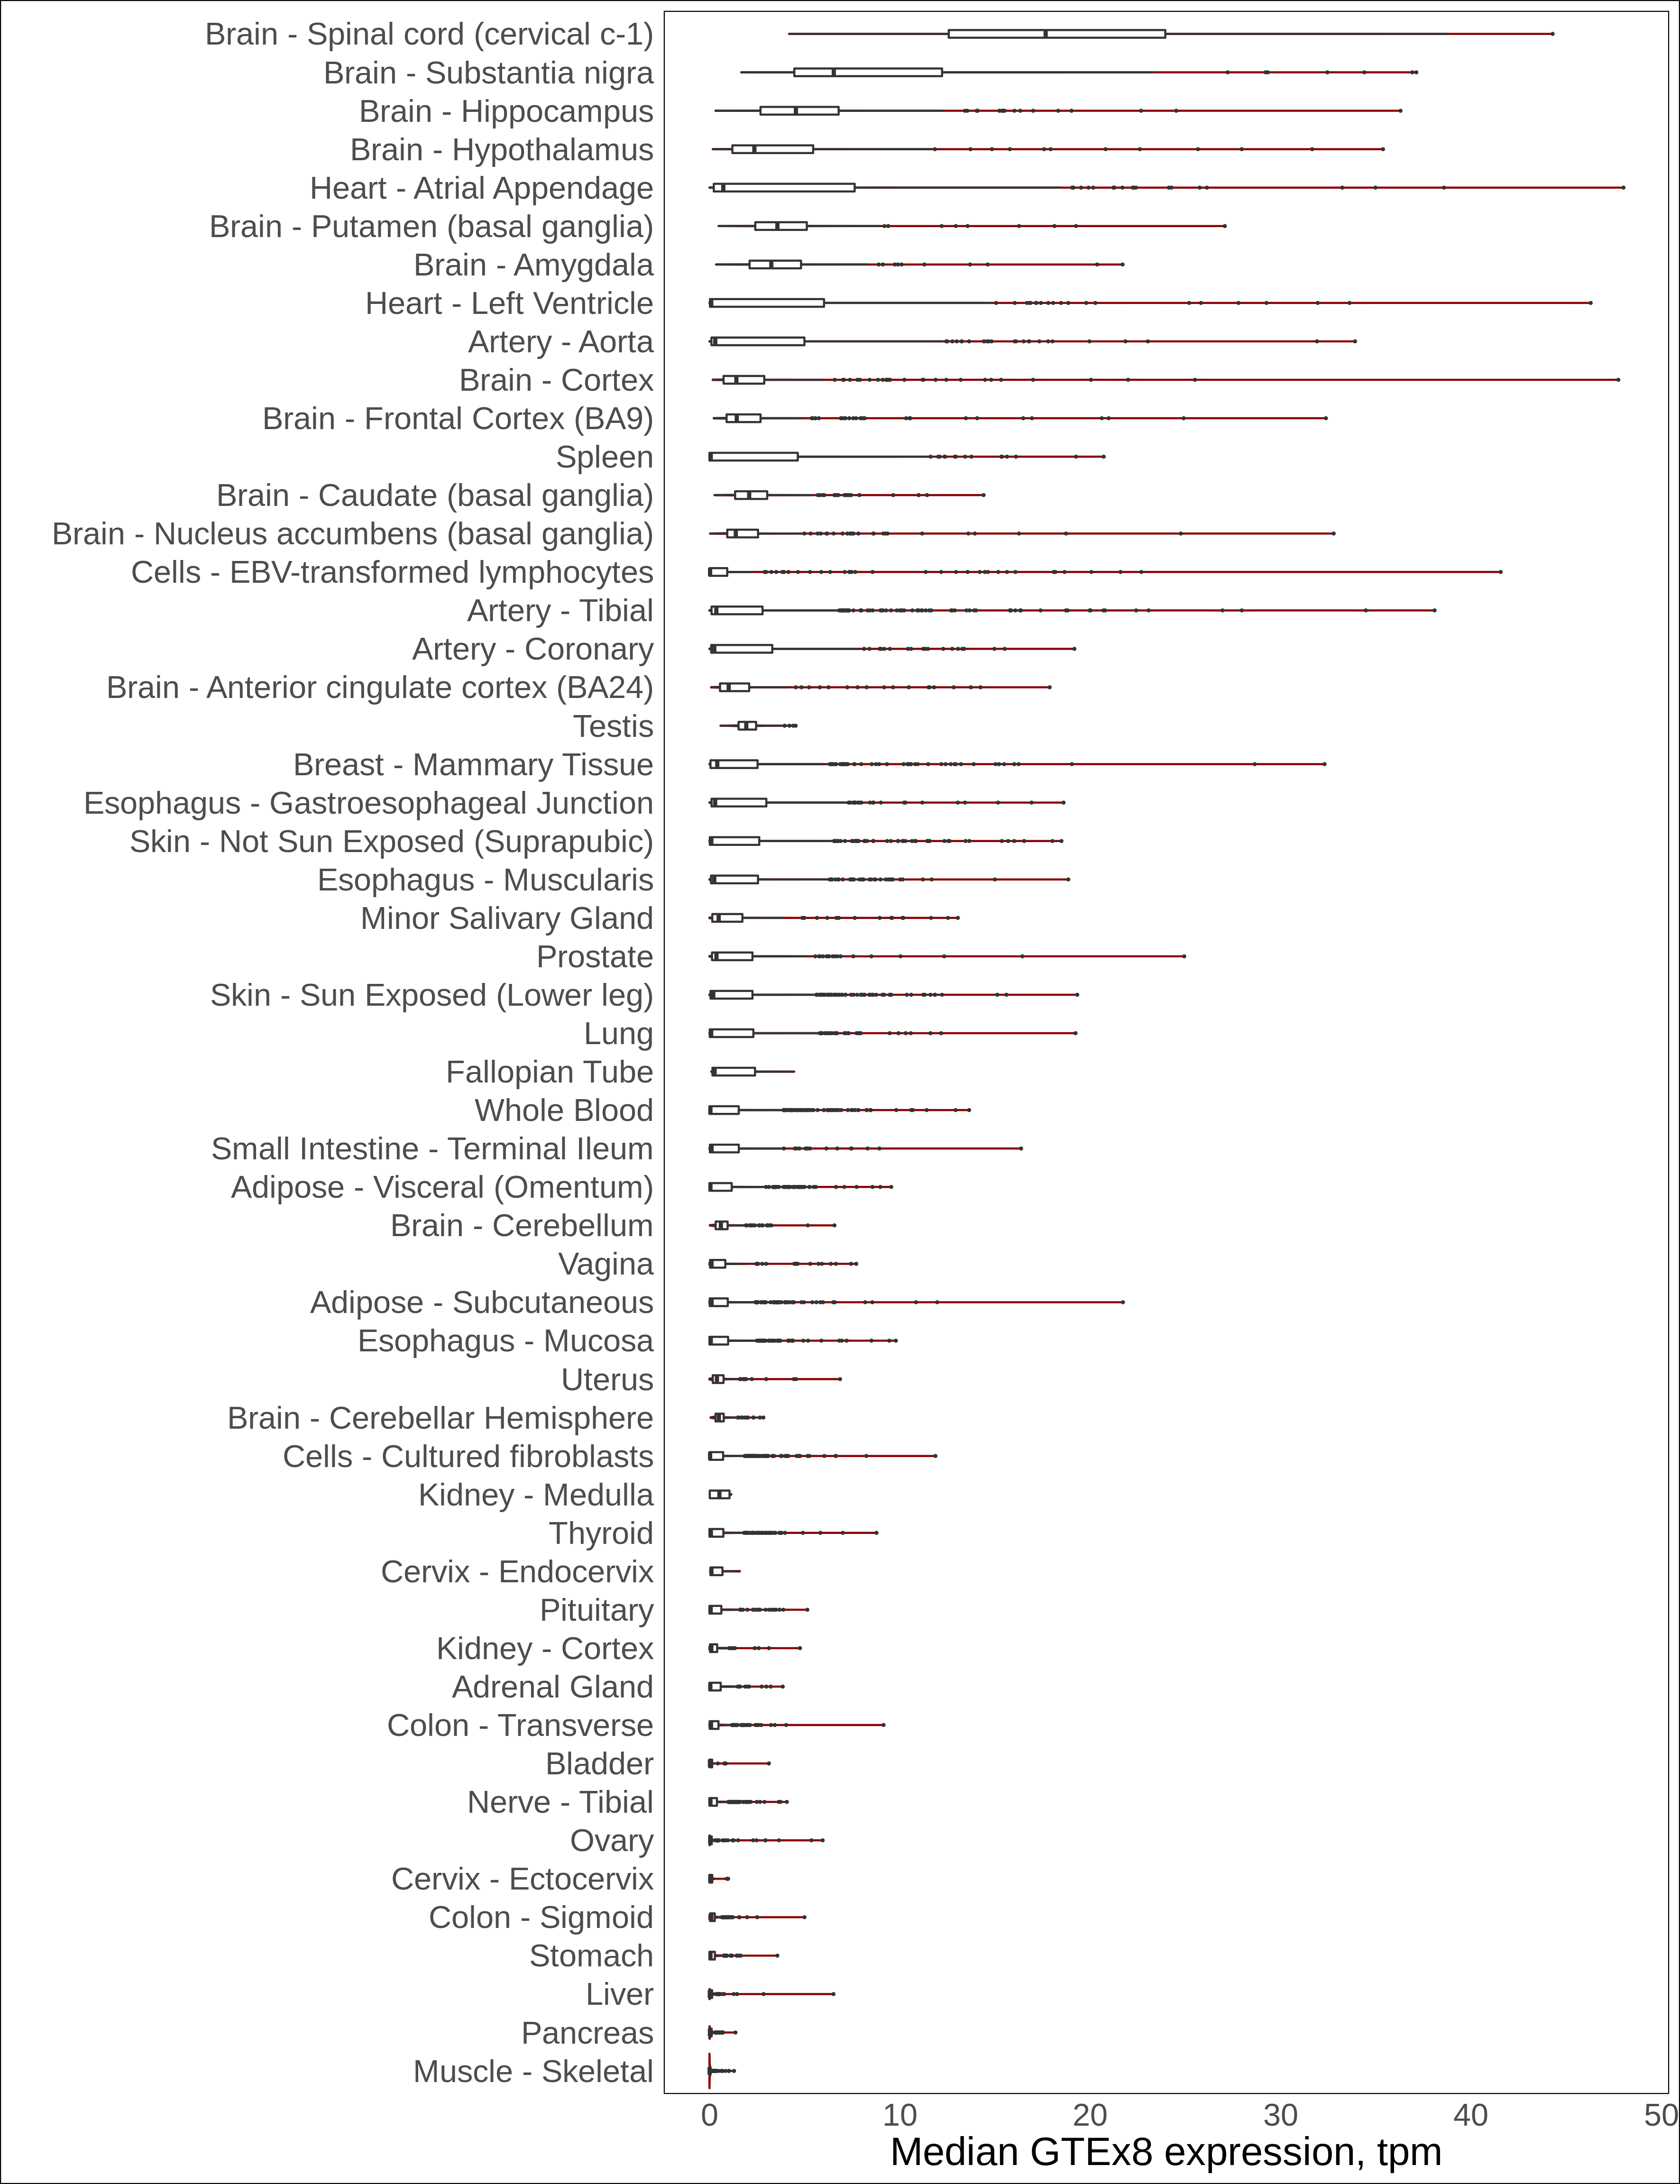 Brain - Spinal cord (cervical c-1)
Brain - Substantia nigra
Brain - Hippocampus
Brain - Hypothalamus
Heart - Atrial Appendage
Brain - Putamen (basal ganglia)
Brain - Amygdala
Heart - Left Ventricle
Artery - Aorta
Brain - Cortex
Brain - Frontal Cortex (BA9)
Spleen
Brain - Caudate (basal ganglia)
Brain - Nucleus accumbens (basal ganglia)
Cells - EBV-transformed lymphocytes
Artery - Tibial
Artery - Coronary
Brain - Anterior cingulate cortex (BA24)
Testis
Breast - Mammary Tissue
Esophagus - Gastroesophageal Junction
Skin - Not Sun Exposed (Suprapubic)
Esophagus - Muscularis
Minor Salivary Gland
Prostate
Skin - Sun Exposed (Lower leg)
Lung
Fallopian Tube
Whole Blood
Small Intestine - Terminal Ileum
Adipose - Visceral (Omentum)
Brain - Cerebellum
Vagina
Adipose - Subcutaneous
Esophagus - Mucosa
Uterus
Brain - Cerebellar Hemisphere
Cells - Cultured fibroblasts
Kidney - Medulla
Thyroid
Cervix - Endocervix
Pituitary
Kidney - Cortex
Adrenal Gland
Colon - Transverse
Bladder
Nerve - Tibial
Ovary
Cervix - Ectocervix
Colon - Sigmoid
Stomach
Liver
Pancreas
Muscle - Skeletal
0 10 20 30 40 50
Median GTEx8 expression, tpm